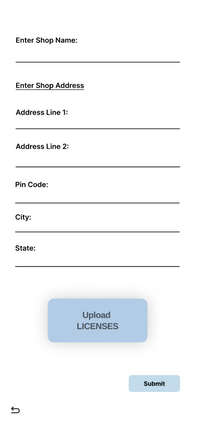 Enter Shop Name:
Enter Shop Address
Address Line 1:
Address Line 2:
Pin Code:
City:
State:
Upload
LICENSES
Submit